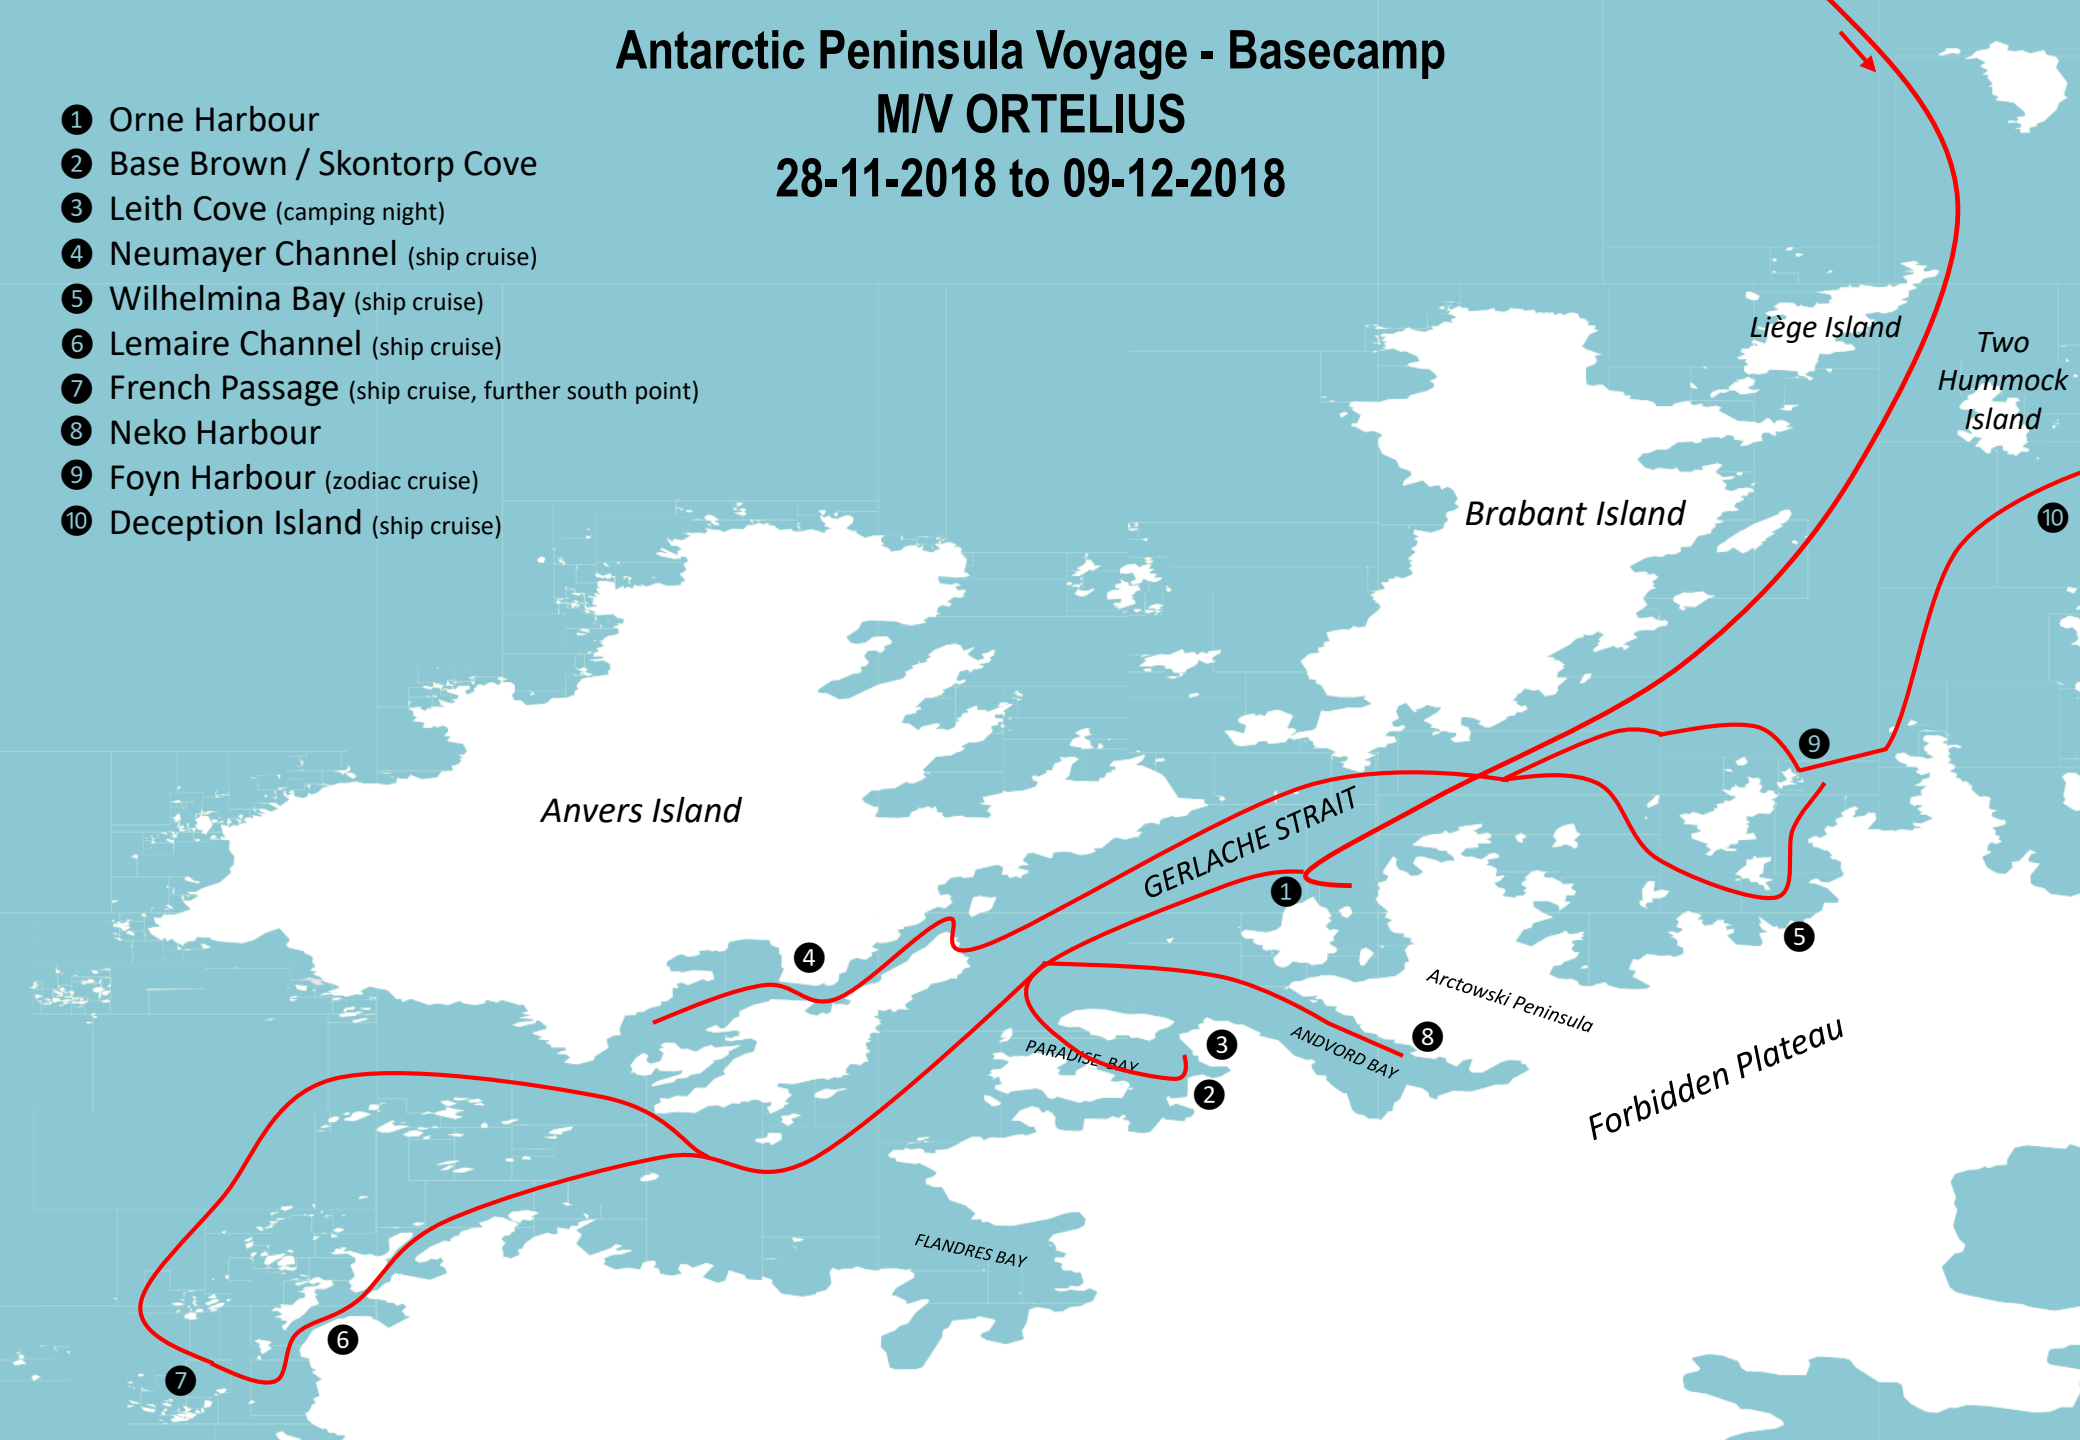 Antarctic Peninsula Voyage - Basecamp
M/V ORTELIUS
28-11-2018 to 09-12-2018
1 Orne Harbour
2 Base Brown / Skontorp Cove
3 Leith Cove (camping night)
4 Neumayer Channel (ship cruise)
5 Wilhelmina Bay (ship cruise)
6 Lemaire Channel (ship cruise)
7 French Passage (ship cruise, further south point)
8 Neko Harbour
9 Foyn Harbour (zodiac cruise)
10 Deception Island (ship cruise)
Liège Island
Two
Hummock
Island
Brabant Island
10
9
Anvers Island
GERLACHE STRAIT
1
5
4
Arctowski Peninsula
8
3
ANDVORD BAY
PARADISE BAY
2
Forbidden Plateau
FLANDRES BAY
6
7